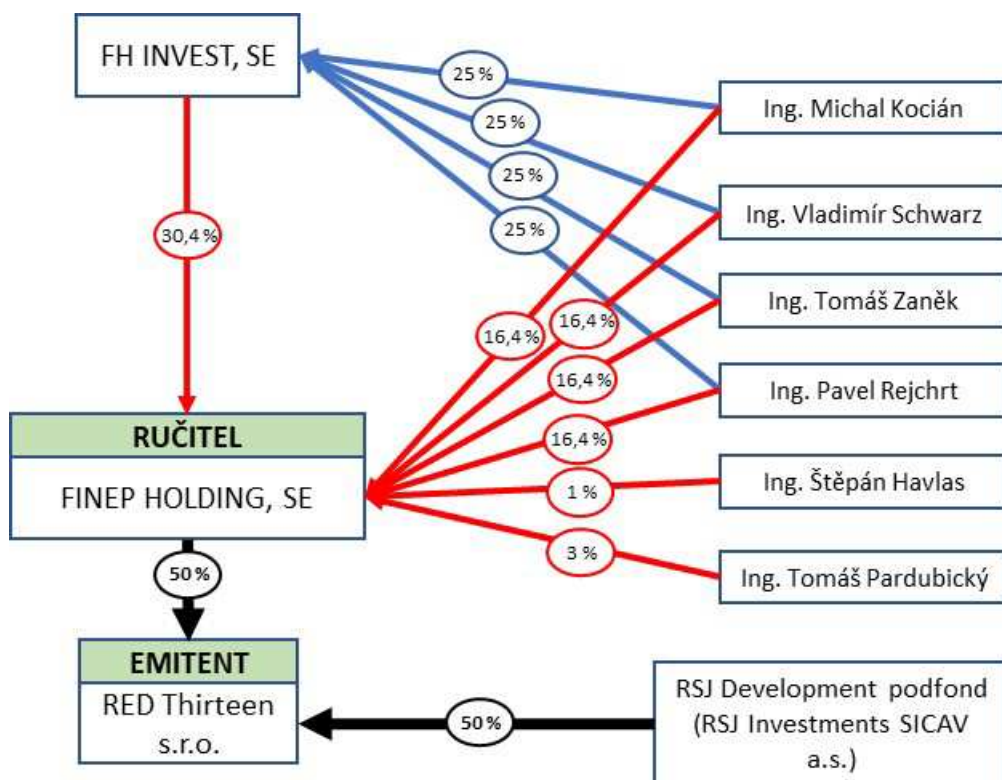 FH INVEST, SE
25 %
Ing. Michal Kocián
25 %
Ing. Vladimír Schwarz
25 %
25 %
30,4 %
Ing. Tomáš Zaněk
16,4 %
16,4 %
16,4 %
Ing. Pavel Rejchrt
RUČITEL
16,4 %
FINEP HOLDING, SE
1 %
Ing. Štěpán Havlas
3 %
Ing. Tomáš Pardubický
50 %
EMITENT
RED Thirteen
s.r.o.
50 %
RSJ Development podfond
(RSJ Investments SICAV
a.s.)